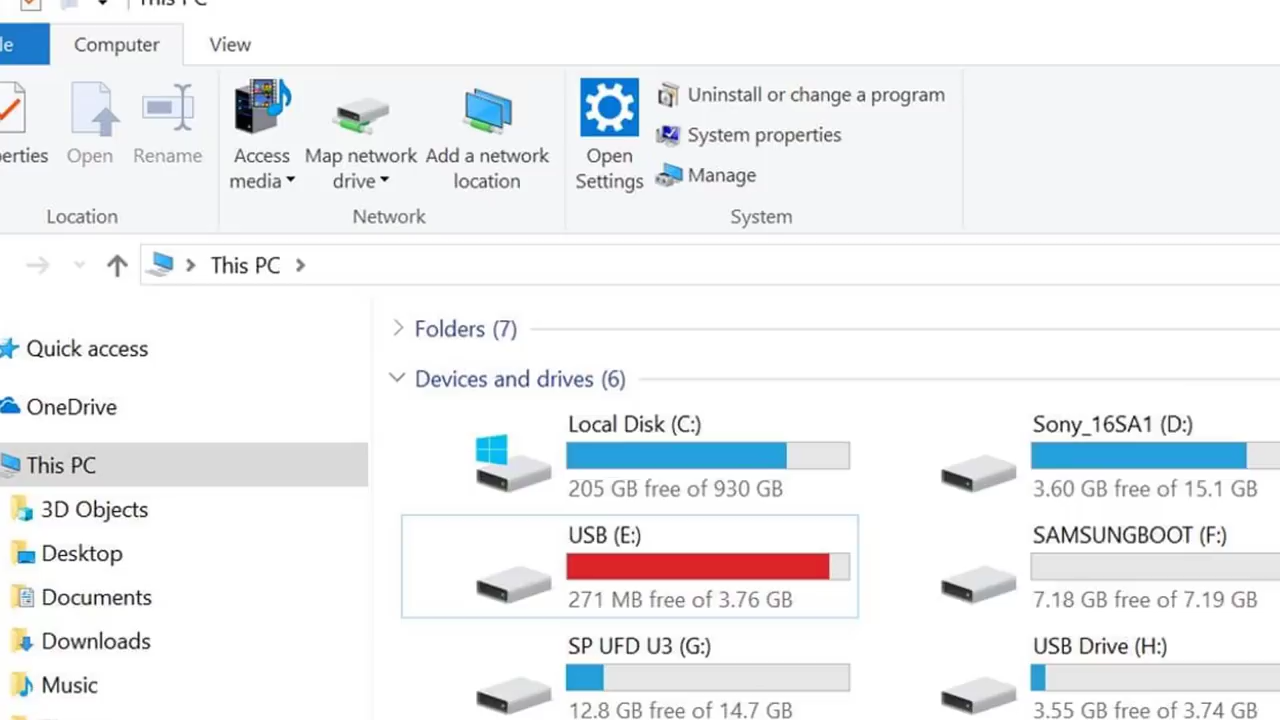 This PC
le
Computer
View
erties
Open
Rename
Access
media
Map network
drive
Add a network
location
Open
Settings
Uninstall or change a program
System properties
Manage
Location
Network
System
This PC
Quick access
OneDrive
This PC
3D Objects
Desktop
Documents
Downloads
Music
Folders (7)
Devices and drives (6)
Local Disk (C:)
205 GB free of 930 GB
Sony_16SA1 (D:)
3.60 GB free of 15.1 GB
USB (E:)
271 MB free of 3.76 GB
SAMSUNGBOOT (F:)
7.18 GB free of 7.19 GB
SP UFD U3 (G:)
12.8 GB free of 14.7 GB
USB Drive (H:)
3.55 GB free of 3.74 GB